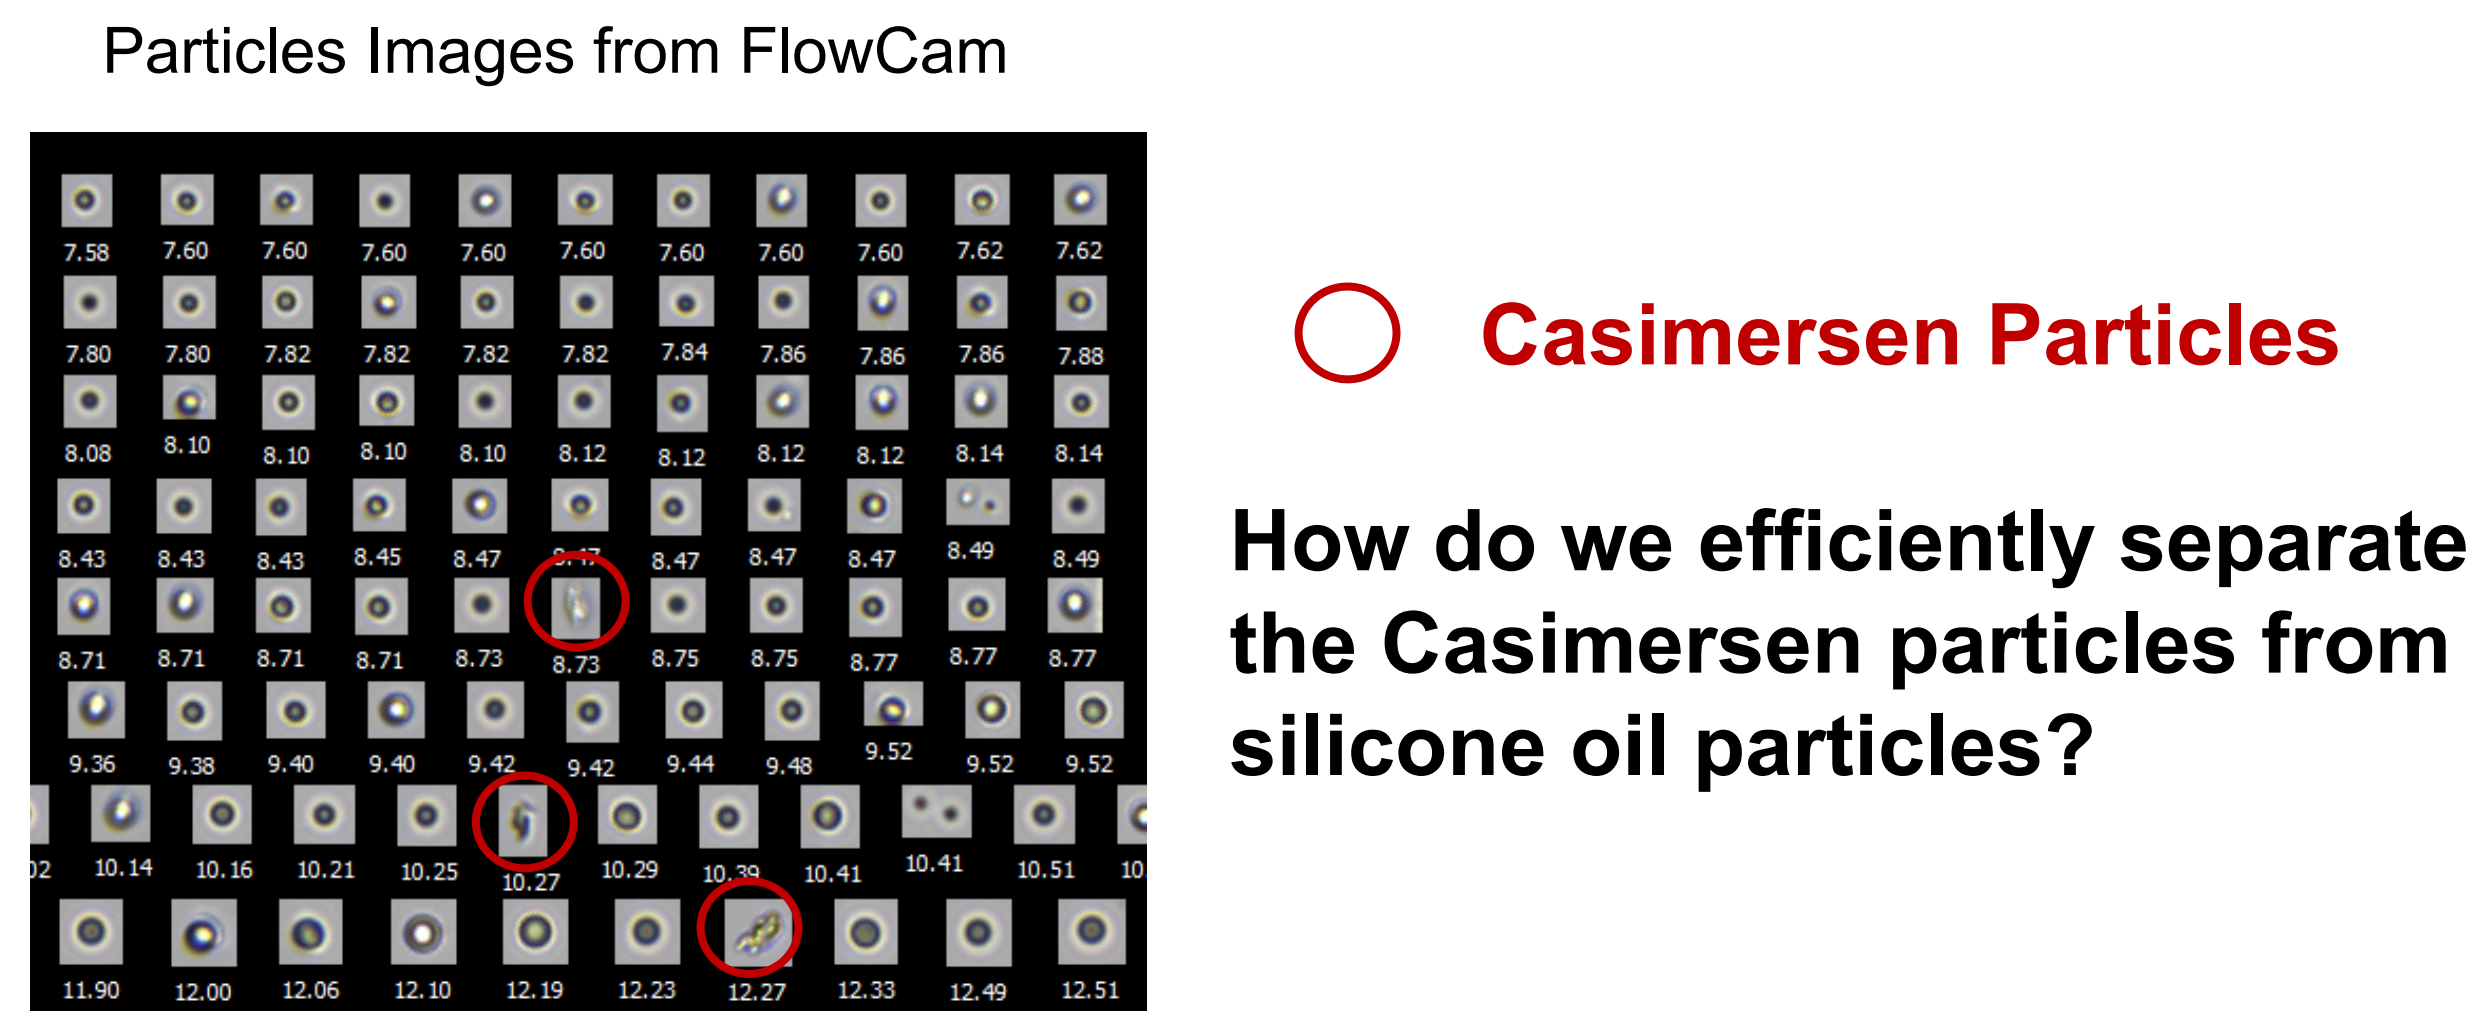 Particles Images from FlowCam
7.58 7.60 7.60 7.60 7.60 7.60 7.60 7.60 7.60 7.62 7.62
7.80 7.80 7.82 7.82 7.82 7.82 7.84 7.86 7.86 7.86 7.88
8.08 8.10 8.10 8.10 8.10 8.12 8.12 8.12 8.12 8.14 8.14
8.43 8.43 8.43 8.45 8.47 8.47 8.47 8.47 8.47 8.49 8.49
8.71 8.71 8.71 8.71 8.73 8.73 8.75 8.75 8.77 8.77 8.77
9.36 9.38 9.40 9.40 9.42 9.42 9.44 9.48 9.52 9.52 9.52
10.14 10.16 10.21 10.25 10.27 10.29 10.39 10.41 10.41 10.51
11.90 12.00 12.06 12.10 12.19 12.23 12.27 12.33 12.49 12.51
Casimersen Particles
How do we efficiently separate
the Casimersen particles from
silicone oil particles?